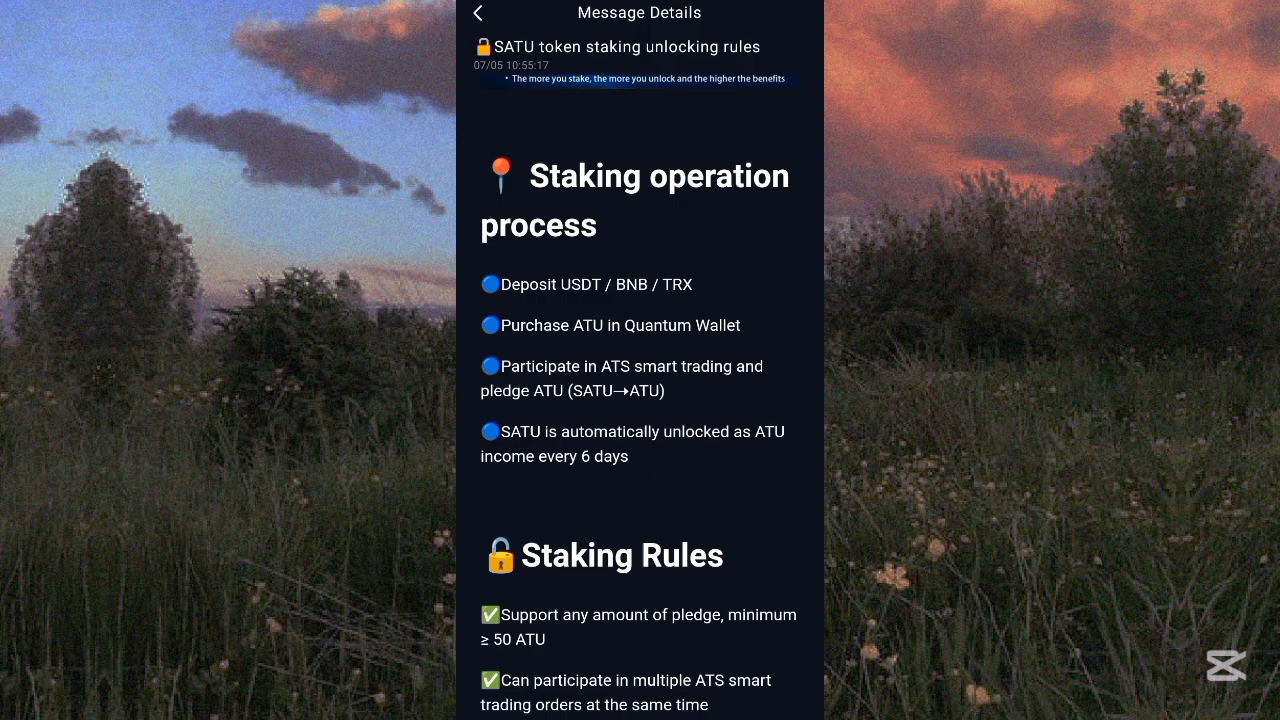 Message Details
🔓SATU token staking unlocking rules
07/05 10:55:17
• The more you stake, the more you unlock and the higher the benefits
📍 Staking operation
process
🔵Deposit USDT / BNB / TRX
🔵Purchase ATU in Quantum Wallet
🔵Participate in ATS smart trading and
pledge ATU (SATU→ATU)
🔵SATU is automatically unlocked as ATU
income every 6 days
🔓Staking Rules
✅Support any amount of pledge, minimum
≥ 50 ATU
✅Can participate in multiple ATS smart
trading orders at the same time